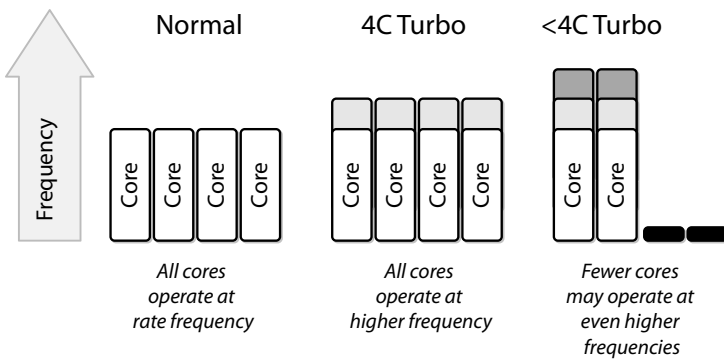 Normal
4C Turbo
<4C Turbo
Frequency
Core
Core
Core
Core
Core
Core
Core
Core
Core
Core
All cores
operate at
rate frequency
All cores
operate at
higher frequency
Fewer cores
may operate at
even higher
frequencies